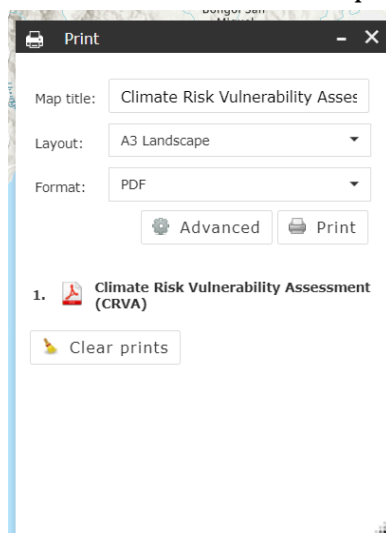 Print
Map title: Climate Risk Vulnerability Asses
Layout: A3 Landscape
Format: PDF
Advanced Print
1. Climate Risk Vulnerability Assessment
(CRVA)
Clear prints